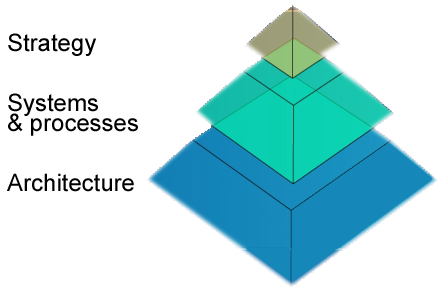 Strategy
Systems
& processes
Architecture